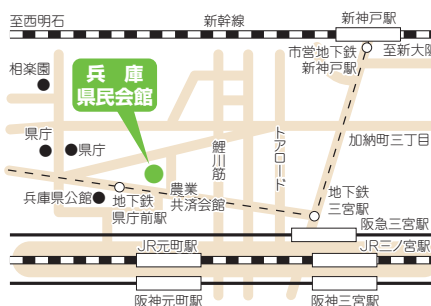 至西明石
新幹線
新神戸駅
市営地下鉄
新神戸駅
至新大阪
相楽園
兵庫
県民会館
県庁
県庁
鯉川筋
トアロード
加納町三丁目
兵庫県公館
地下鉄
県庁前駅
農業
共済会館
地下鉄
三宮駅
阪急三宮駅
JR元町駅
JR三ノ宮駅
阪神元町駅
阪神三宮駅